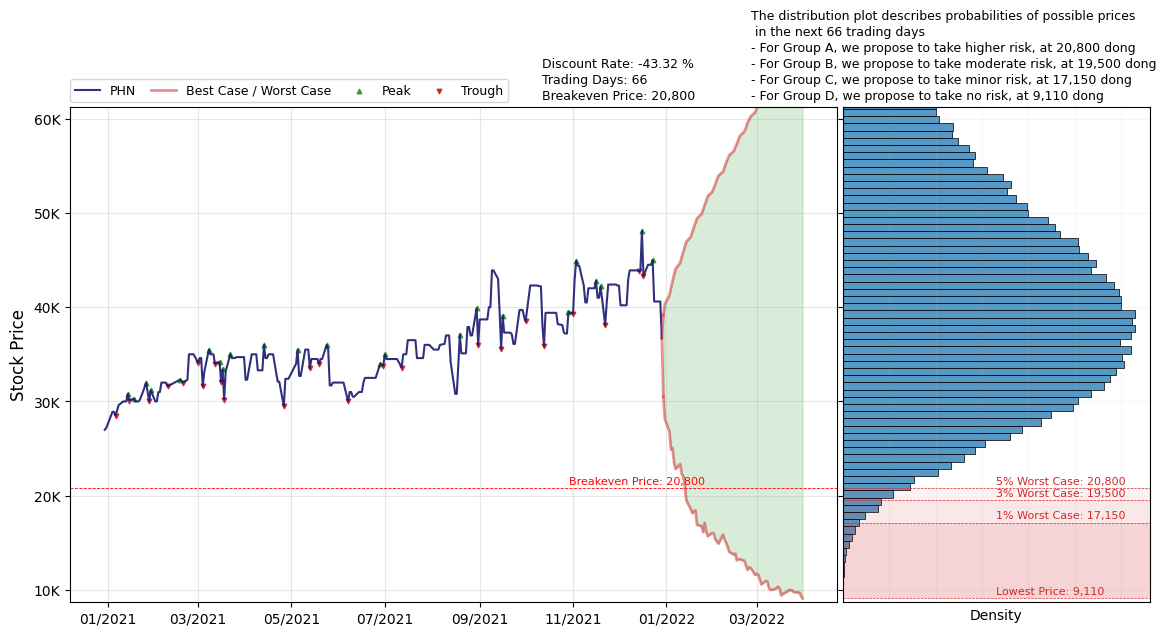 The distribution plot describes probabilities of possible prices
in the next 66 trading days
- For Group A, we propose to take higher risk, at 20,800 dong
- For Group B, we propose to take moderate risk, at 19,500 dong
- For Group C, we propose to take minor risk, at 17,150 dong
- For Group D, we propose to take no risk, at 9,110 dong
Discount Rate: -43.32 %
Trading Days: 66
Breakeven Price: 20,800
PHN
Best Case / Worst Case
Peak
Trough
Stock Price
60K
50K
40K
30K
20K
10K
Breakeven Price: 20,800
5% Worst Case: 20,800
3% Worst Case: 19,500
1% Worst Case: 17,150
Lowest Price: 9,110
01/2021
03/2021
05/2021
07/2021
09/2021
11/2021
01/2022
03/2022
Density